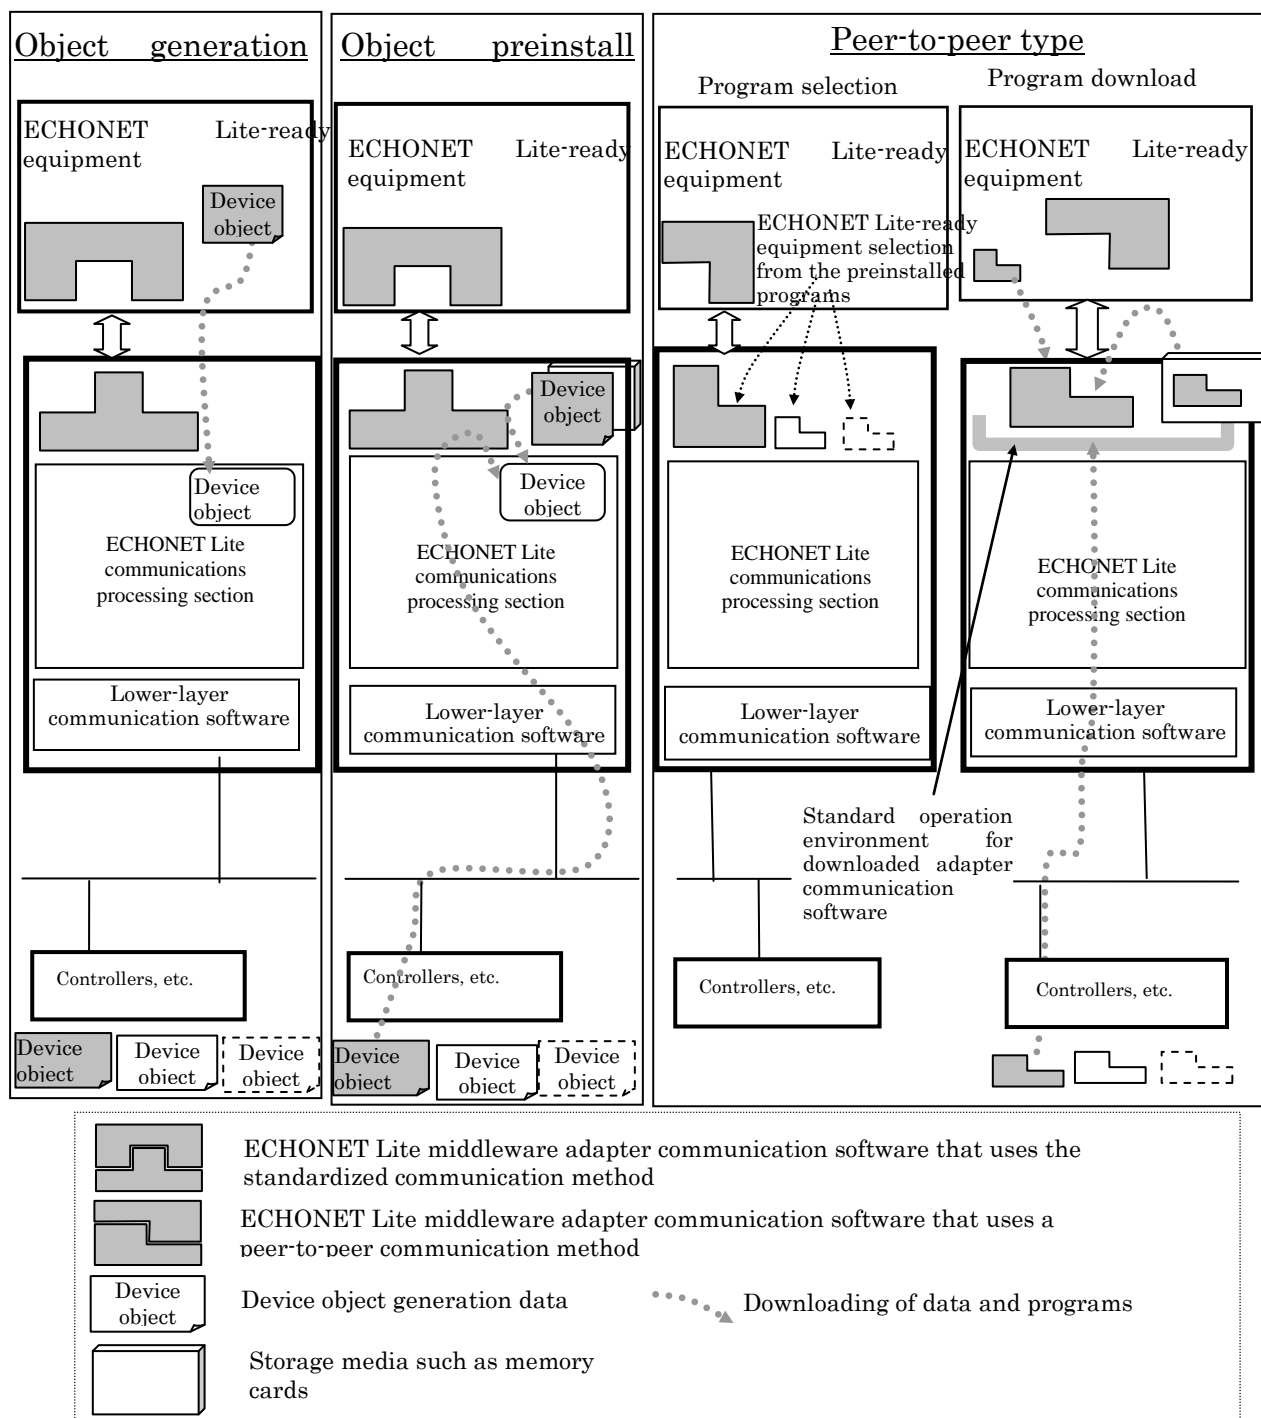 Object generation
ECHONET Lite-ready
equipment
Device
object
Device
object
ECHONET Lite
communications
processing section
Lower-layer
communication software
Controllers, etc.
Device
object
Device
object
Device
object
Object preinstall
ECHONET Lite-ready
equipment
Device
object
Device
object
ECHONET Lite
communications
processing section
Lower-layer
communication software
Controllers, etc.
Device
object
Device
object
Device
object
Peer-to-peer type
Program selection
ECHONET Lite-ready
equipment
ECHONET Lite-ready
equipment selection
from the preinstalled
programs
ECHONET Lite
communications
processing section
Lower-layer
communication software
Controllers, etc.
Program download
ECHONET Lite-ready
equipment
ECHONET Lite
communications
processing section
Lower-layer
communication software
Standard operation
environment for
downloaded adapter
communication
software
Controllers, etc.
ECHONET Lite middleware adapter communication software that uses the
standardized communication method
ECHONET Lite middleware adapter communication software that uses a
peer-to-peer communication method
Device
object
Device object generation data
Downloading of data and programs
Storage media such as memory
cards